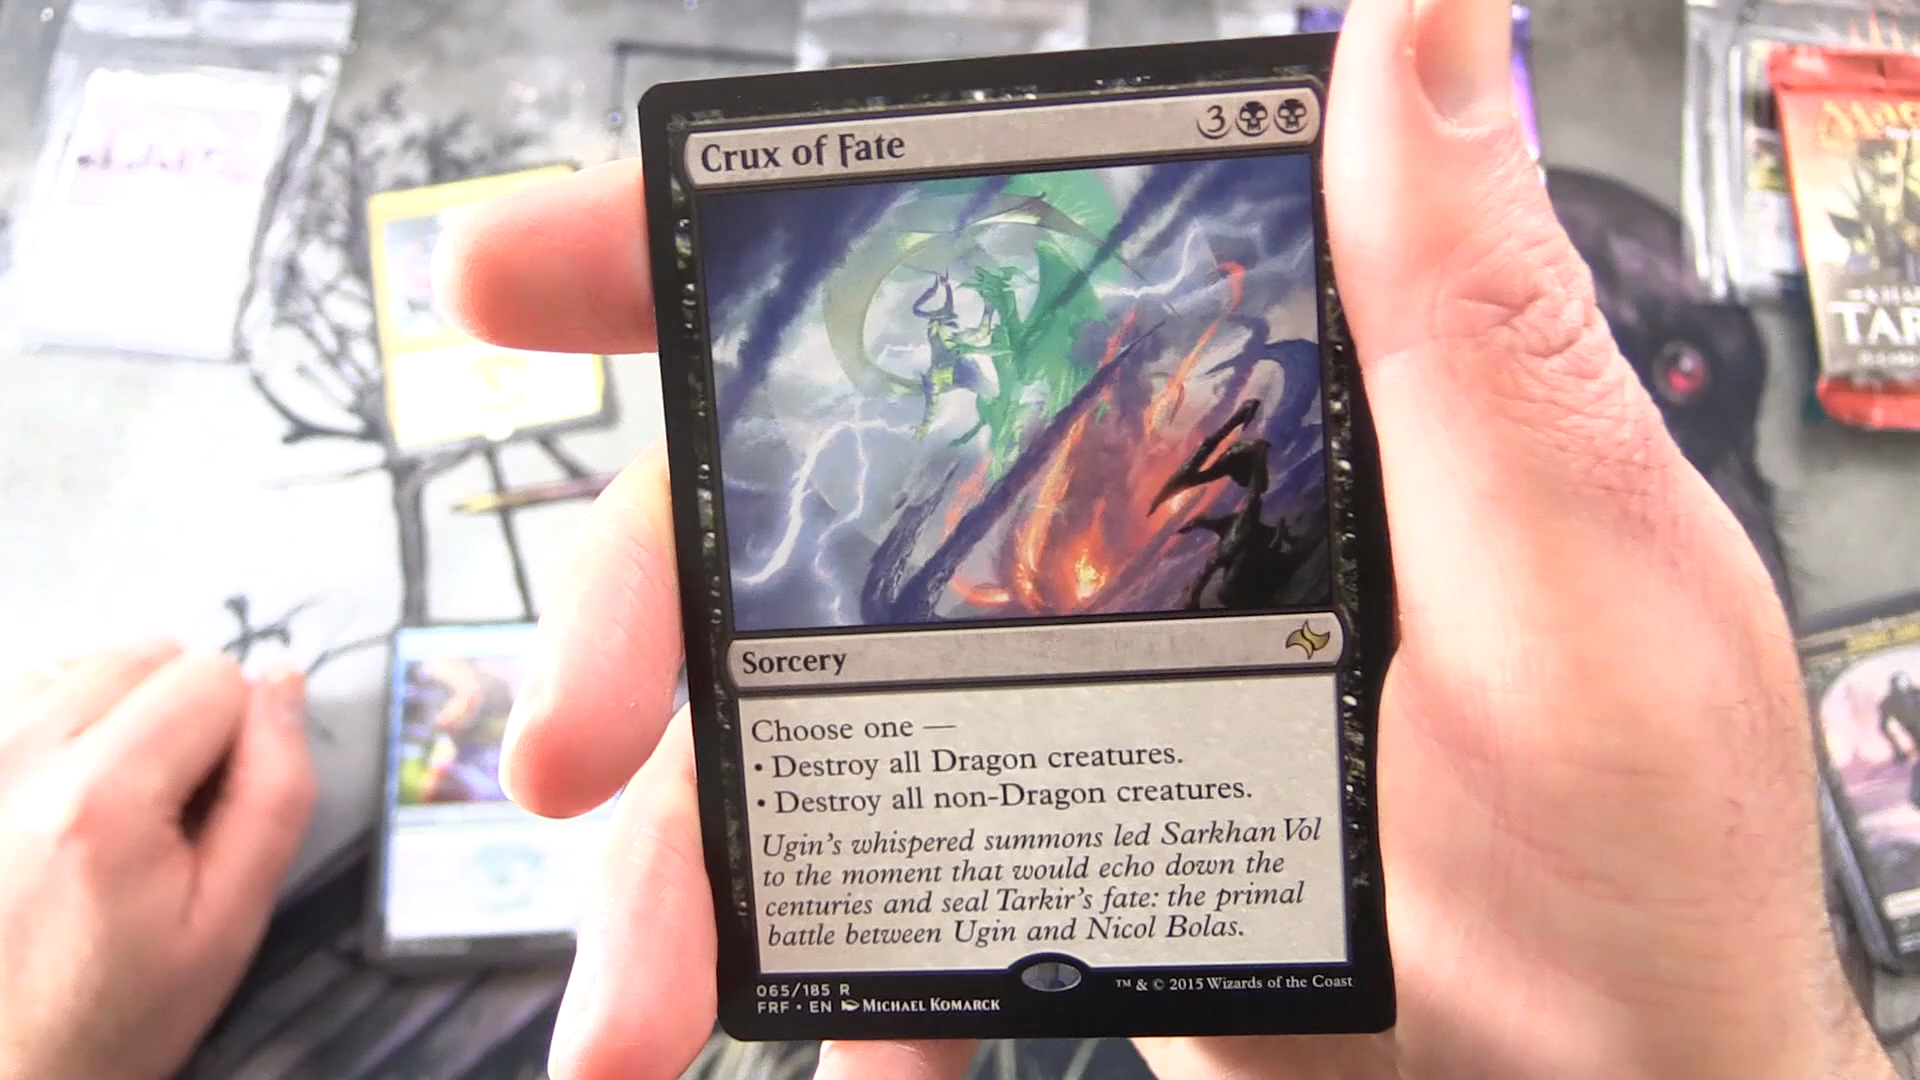 Crux of Fate
3
Sorcery
Choose one —
• Destroy all Dragon creatures.
• Destroy all non-Dragon creatures.
Ugin's whispered summons led Sarkhan Vol
to the moment that would echo down the
centuries and seal Tarkir's fate: the primal
battle between Ugin and Nicol Bolas.
065/185 R
FRF • EN MICHAEL KOMARCK
™ & © 2015 Wizards of the Coast
TAR